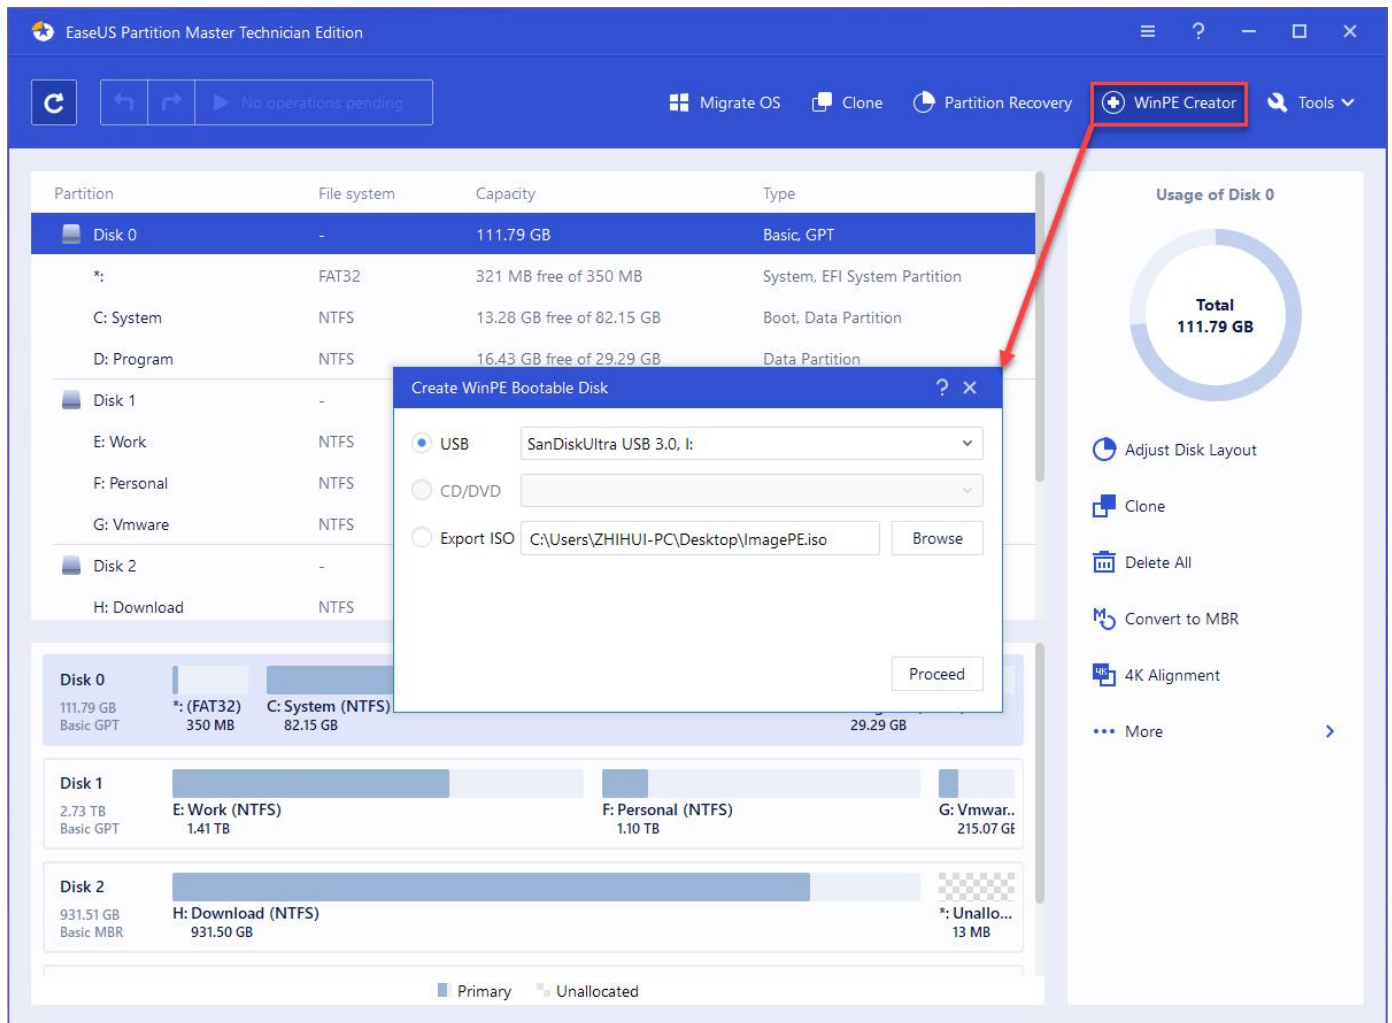 EaseUS Partition Master Technician Edition
No operations pending
Migrate OS Clone Partition Recovery WinPE Creator Tools
Partition File system Capacity Type
Disk 0 - 111.79 GB Basic, GPT
*: FAT32 321 MB free of 350 MB System, EFI System Partition
C: System NTFS 13.28 GB free of 82.15 GB Boot, Data Partition
D: Program NTFS 16.43 GB free of 29.29 GB Data Partition
Disk 1 -
E: Work NTFS
F: Personal NTFS
G: Vmware NTFS
Disk 2 -
H: Download NTFS
Create WinPE Bootable Disk ?
USB SanDiskUltra USB 3.0, I:
CD/DVD
Export ISO C:\Users\ZHIHUI-PC\Desktop\ImagePE.iso Browse
Proceed
Usage of Disk 0
Total
111.79 GB
Adjust Disk Layout
Clone
Delete All
Convert to MBR
4K Alignment
More
Disk 0
111.79 GB
Basic GPT
*: (FAT32)
350 MB
C: System (NTFS)
82.15 GB
29.29 GB
Disk 1
2.73 TB
Basic GPT
E: Work (NTFS)
1.41 TB
F: Personal (NTFS)
1.10 TB
G: Vmwar..
215.07 GE
Disk 2
931.51 GB
Basic MBR
H: Download (NTFS)
931.50 GB
*: Unallo...
13 MB
Primary Unallocated